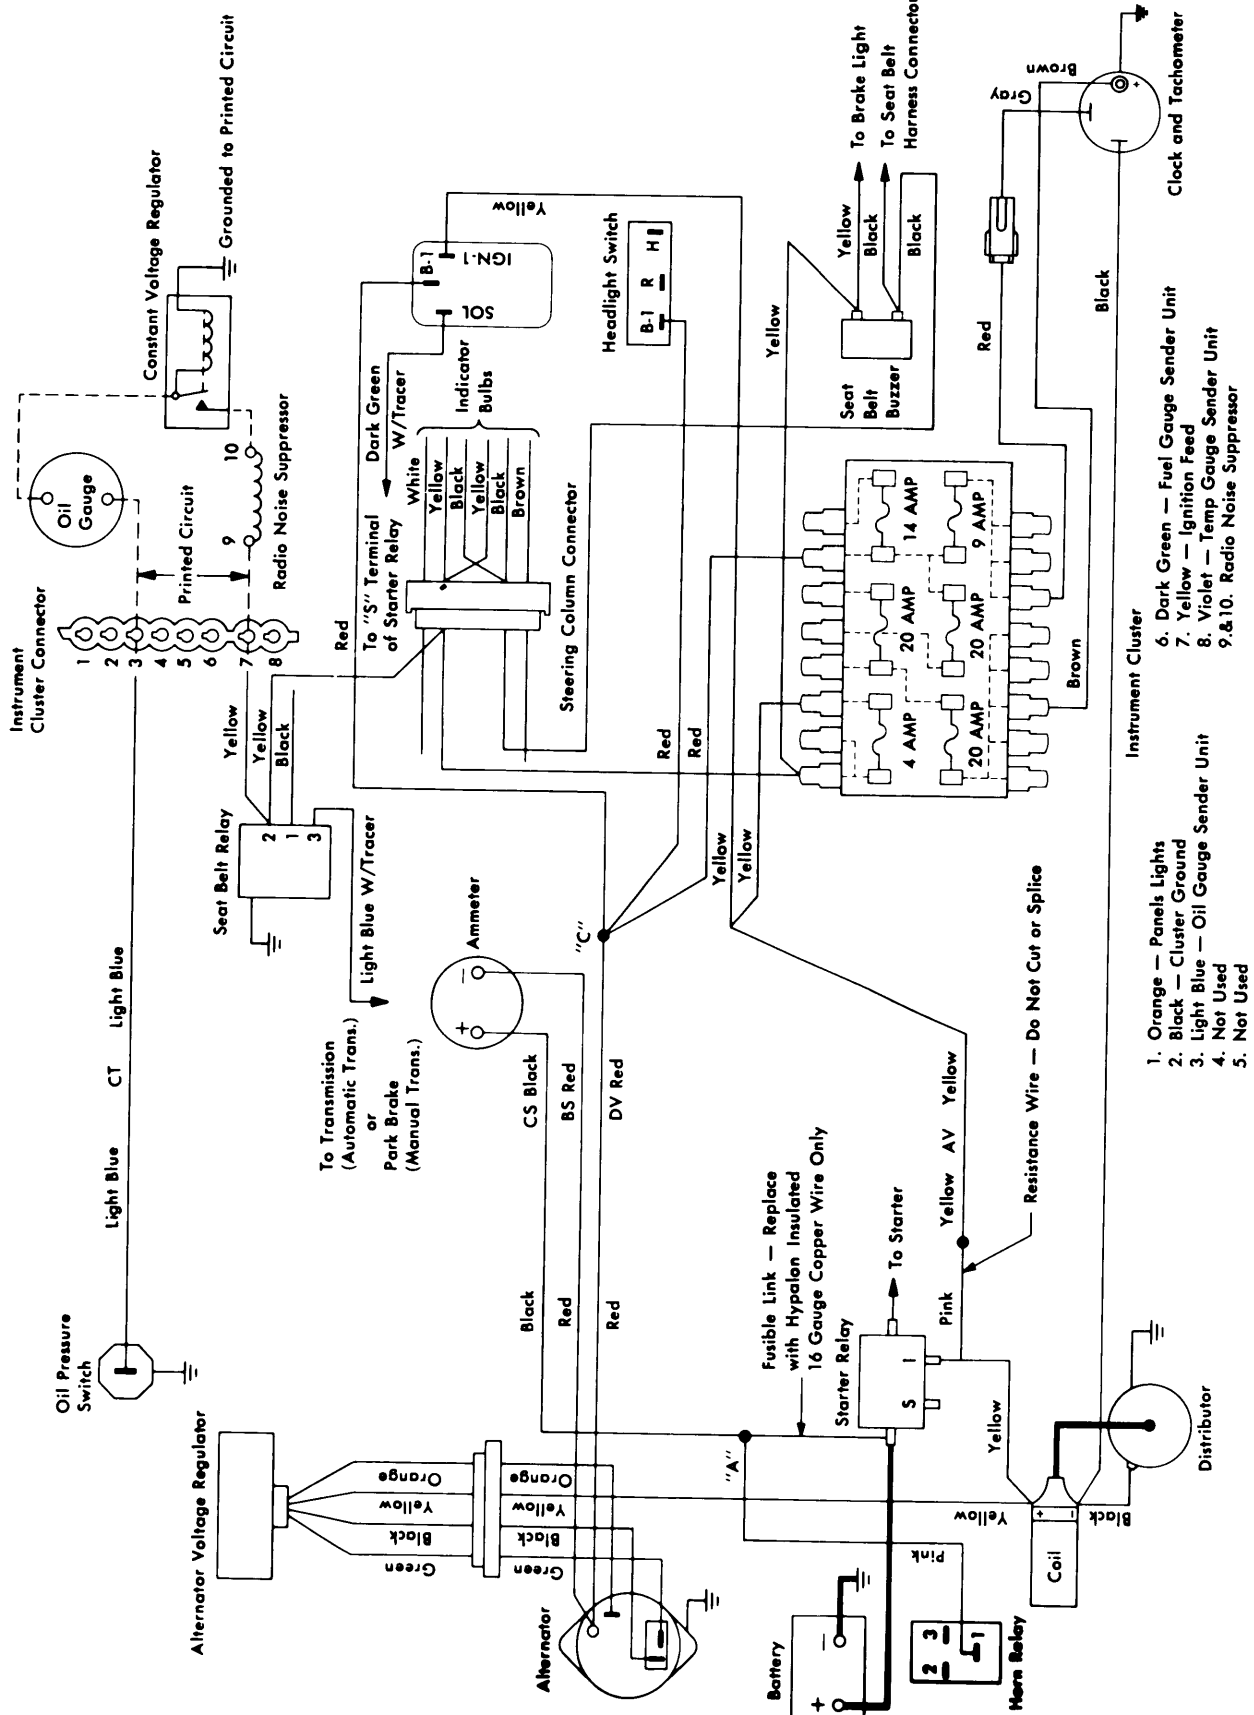 Oil Pressure
Switch
Light Blue
CT
Light Blue
Instrument
Cluster Connector
1
2
3
4
5
6
7
8
Printed Circuit
Oil
Gauge
9
10
Radio Noise Suppressor
Constant Voltage Regulator
Grounded to Printed Circuit
Alternator Voltage Regulator
Orange
Yellow
Black
Green
Orange
Yellow
Black
Green
Alternator
Seat Belt Relay
2
1
3
Yellow
Yellow
Black
Light Blue W/Tracer
To Transmission
(Automatic Trans.)
or
Park Brake
(Manual Trans.)
Ammeter
+
–
CS Black
BS Red
DV Red
Black
Red
Red
"C"
Red
To "S" Terminal
of Starter Relay
Dark Green
W/Tracer
B-1
IGN-1
SOL
Yellow
White
Yellow
Black
Yellow
Black
Brown
Indicator
Bulbs
Steering Column Connector
Headlight Switch
B-1
R
H
Red
Red
Yellow
Yellow
Yellow
Seat
Belt
Buzzer
Yellow
Black
Black
To Brake Light
To Seat Belt
Harness Connector
4 AMP
20 AMP
14 AMP
20 AMP
20 AMP
9 AMP
Red
Brown
Gray
Brown
+
Clock and Tachometer
Black
Battery
+
–
"A"
Fusible Link — Replace
with Hypalon Insulated
16 Gauge Copper Wire Only
Starter Relay
S
I
To Starter
Pink
Yellow
AV
Yellow
Resistance Wire — Do Not Cut or Splice
Yellow
Yellow
Pink
Horn Relay
2
3
1
Coil
+
–
Black
Distributor
Instrument Cluster
1. Orange — Panels Lights
2. Black — Cluster Ground
3. Light Blue — Oil Gauge Sender Unit
4. Not Used
5. Not Used
6. Dark Green — Fuel Gauge Sender Unit
7. Yellow — Ignition Feed
8. Violet — Temp Gauge Sender Unit
9.&10. Radio Noise Suppressor